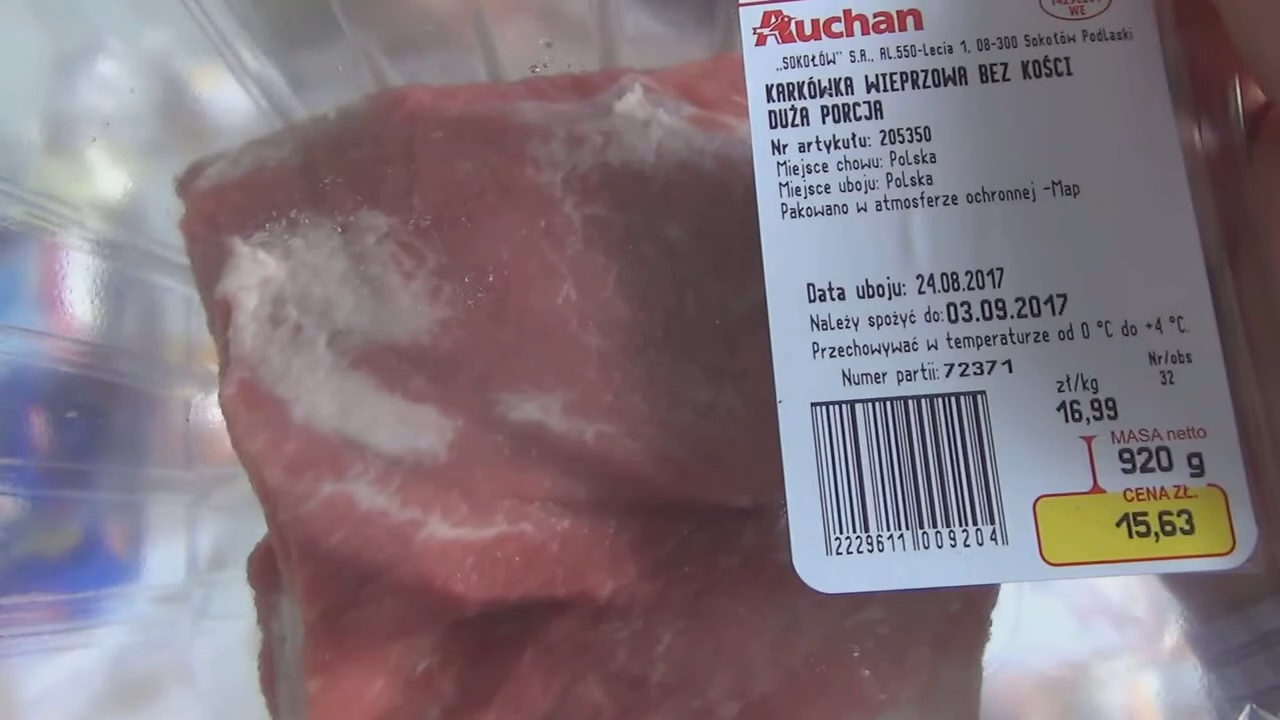 Auchan
WE
„SOKOŁÓW" S.A., Al.550-Lecia 1, 08-300 Sokołów Podlaski
KARKÓWKA WIEPRZOWA BEZ KOŚCI
DUŻA PORCJA
Nr artykułu: 205350
Miejsce chowu: Polska
Miejsce uboju: Polska
Pakowano w atmosferze ochronnej -Map
Data uboju: 24.08.2017
Należy spożyć do: 03.09.2017
Przechowywać w temperaturze od 0 °C do +4 °C.
Numer partii: 72371
Nr/obs
32
zł/kg
16,99
MASA netto
920 g
CENA ZŁ.
15,63
2229611 009204